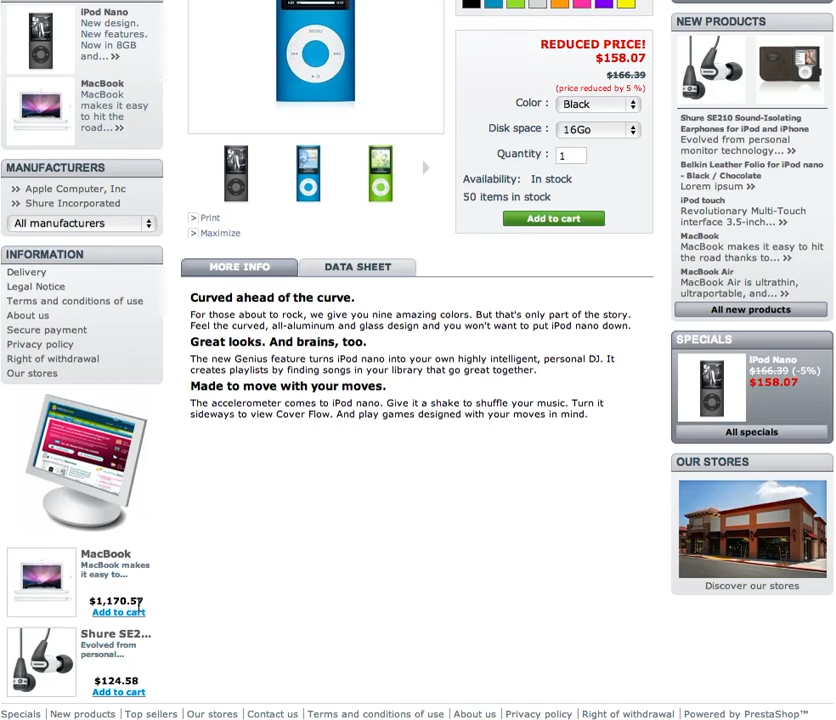 iPod Nano
New design.
New features.
Now in 8GB
and... >>
MacBook
MacBook
makes it easy
to hit the
road... >>
MANUFACTURERS
>> Apple Computer, Inc
>> Shure Incorporated
All manufacturers
INFORMATION
Delivery
Legal Notice
Terms and conditions of use
About us
Secure payment
Privacy policy
Right of withdrawal
Our stores
MacBook
MacBook makes
it easy to...
$1,170.57
Add to cart
Shure SE2...
Evolved from
personal...
$124.58
Add to cart
MENU
> Print
> Maximize
REDUCED PRICE!
$158.07
$166.39
(price reduced by 5 %)
Color : Black
Disk space : 16Go
Quantity : 1
Availability: In stock
50 items in stock
Add to cart
MORE INFO
DATA SHEET
Curved ahead of the curve.
For those about to rock, we give you nine amazing colors. But that's only part of the story.
Feel the curved, all-aluminum and glass design and you won't want to put iPod nano down.
Great looks. And brains, too.
The new Genius feature turns iPod nano into your own highly intelligent, personal DJ. It
creates playlists by finding songs in your library that go great together.
Made to move with your moves.
The accelerometer comes to iPod nano. Give it a shake to shuffle your music. Turn it
sideways to view Cover Flow. And play games designed with your moves in mind.
NEW PRODUCTS
Shure SE210 Sound-Isolating
Earphones for iPod and iPhone
Evolved from personal
monitor technology... >>
Belkin Leather Folio for iPod nano
- Black / Chocolate
Lorem ipsum >>
iPod touch
Revolutionary Multi-Touch
interface 3.5-inch... >>
MacBook
MacBook makes it easy to hit
the road thanks to... >>
MacBook Air
MacBook Air is ultrathin,
ultraportable, and... >>
All new products
SPECIALS
iPod Nano
$166.39 (-5%)
$158.07
All specials
OUR STORES
Discover our stores
Specials | New products | Top sellers | Our stores | Contact us | Terms and conditions of use | About us | Privacy policy | Right of withdrawal | Powered by PrestaShop™